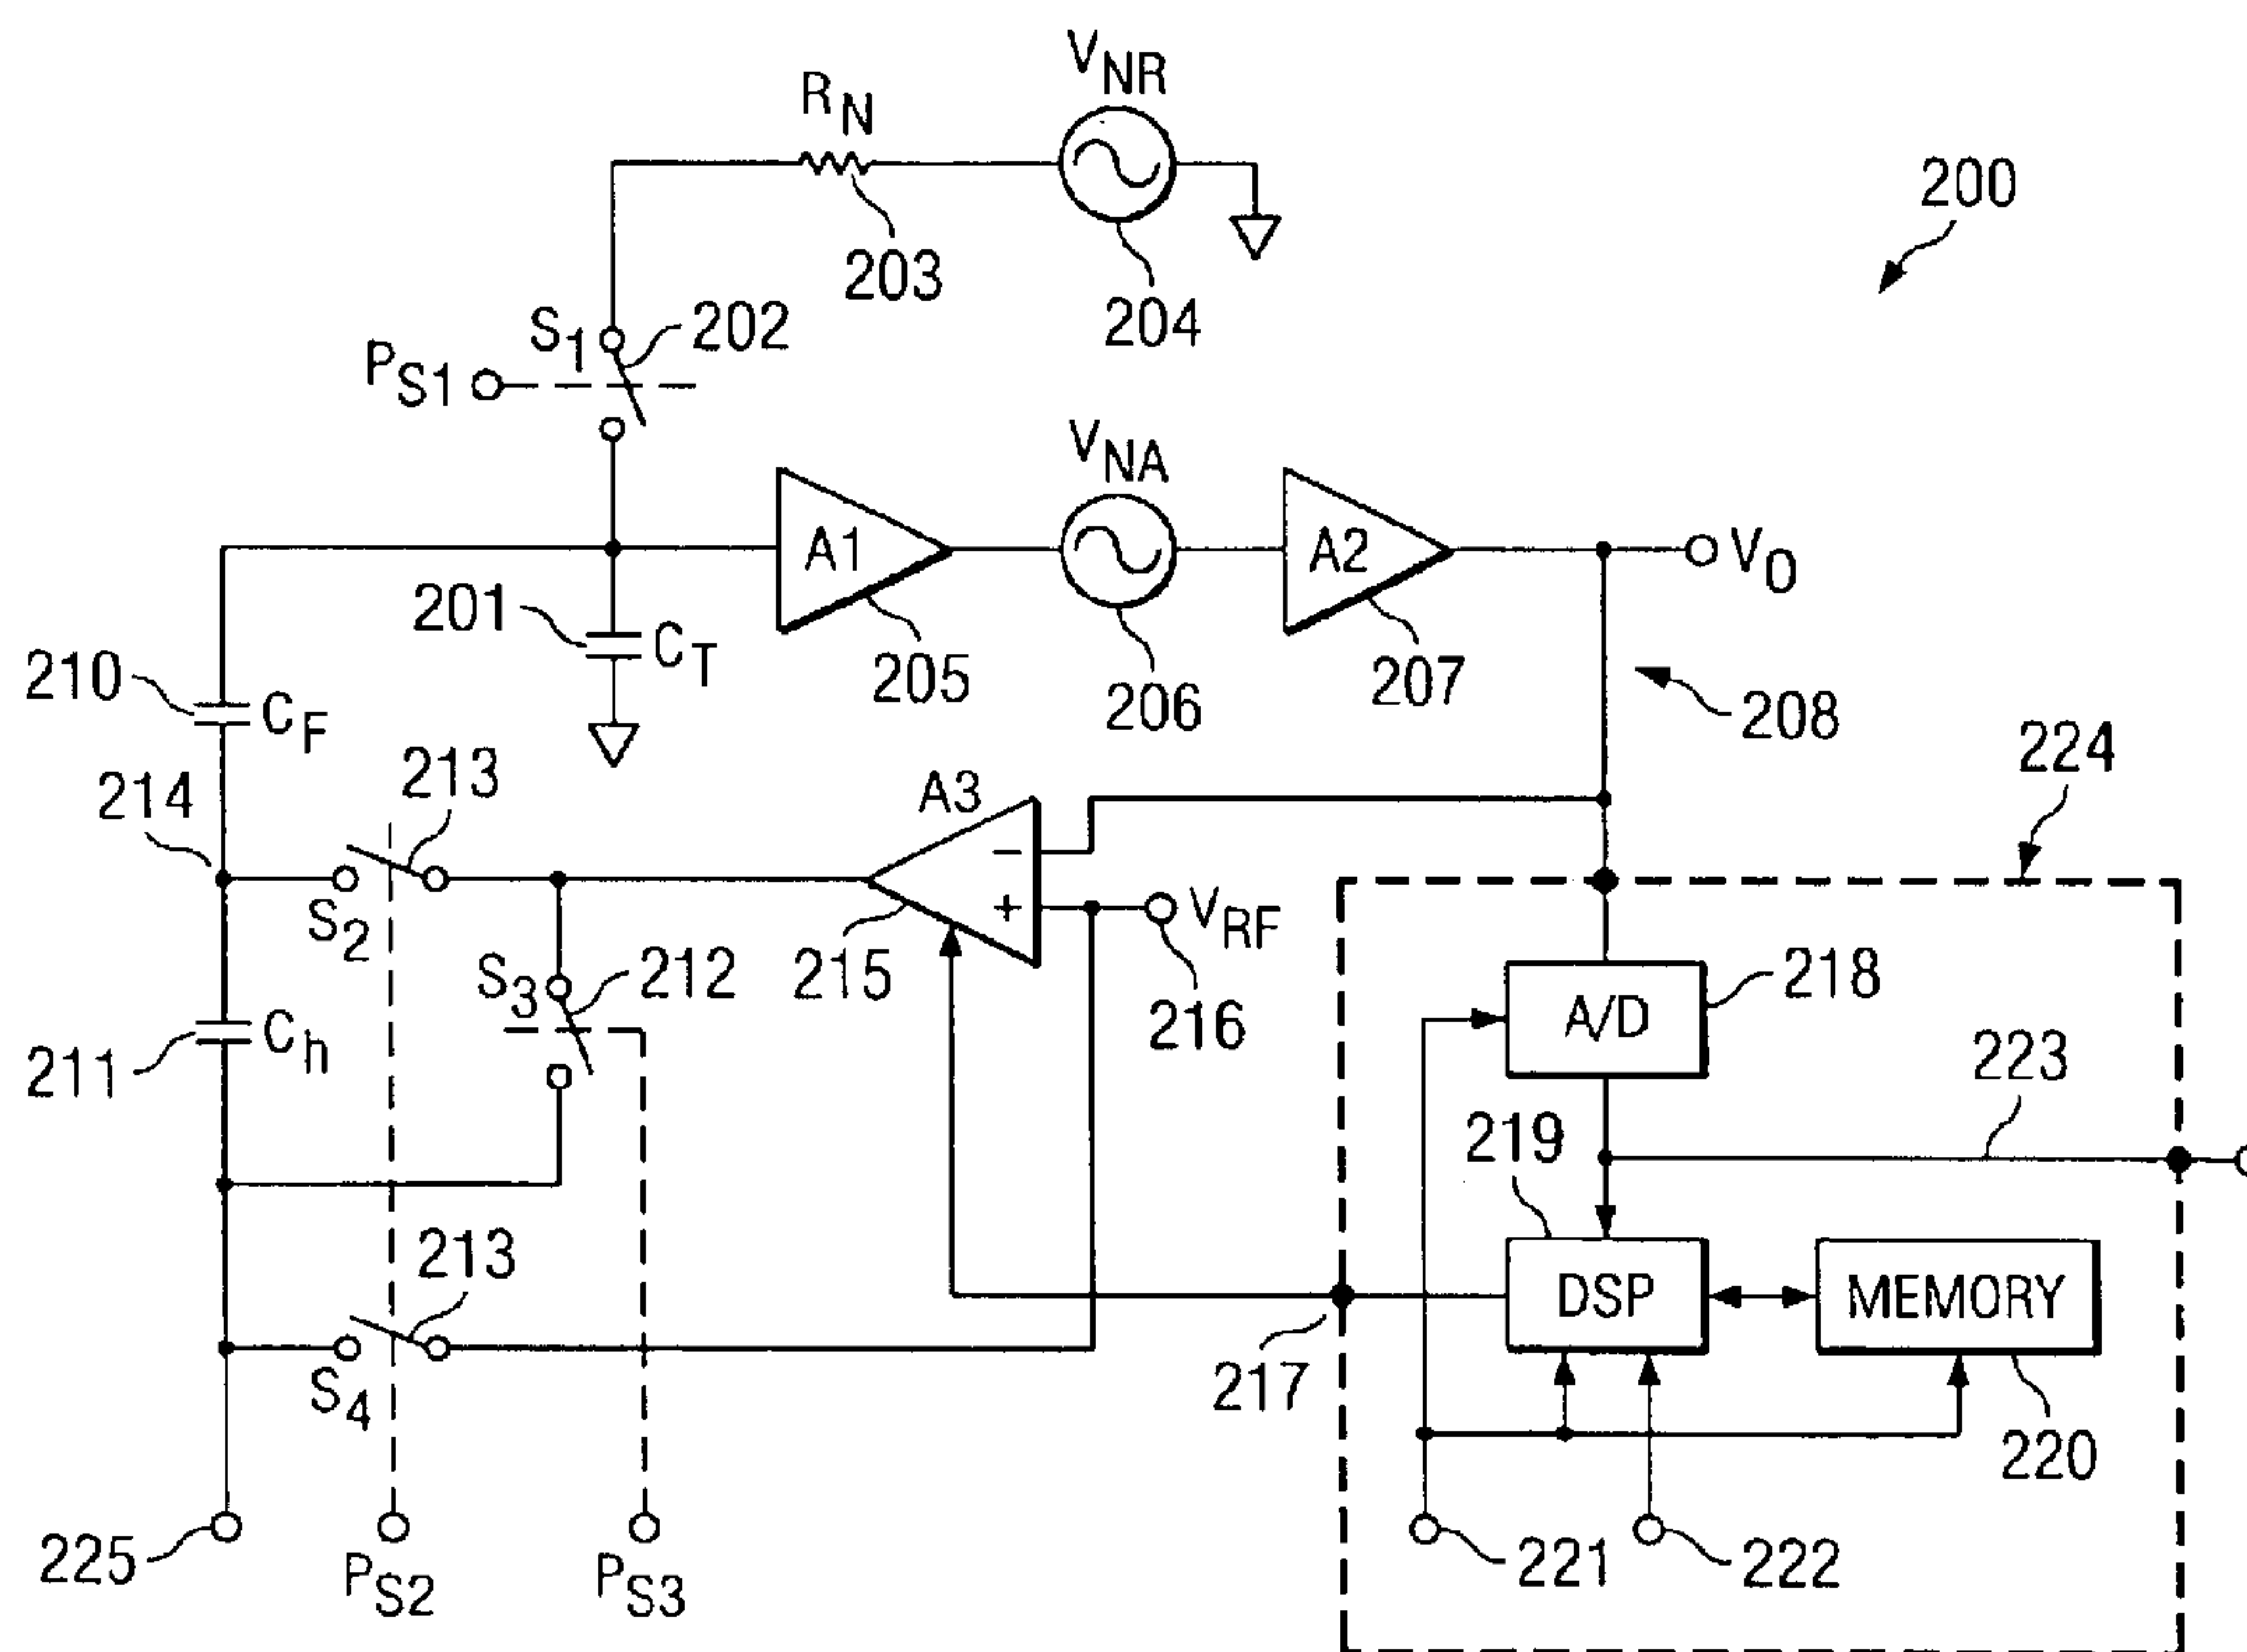 V_NR
R_N
200
203
204
S_1
202
P_S1
V_NA
A1
A2
V_O
201
C_T
205
206
207
208
210
C_F
224
214
213
A3
−
+
V_RF
S_2
S_3
212
215
216
A/D
218
211
C_h
223
219
213
DSP
MEMORY
S_4
217
220
225
P_S2
P_S3
221
222